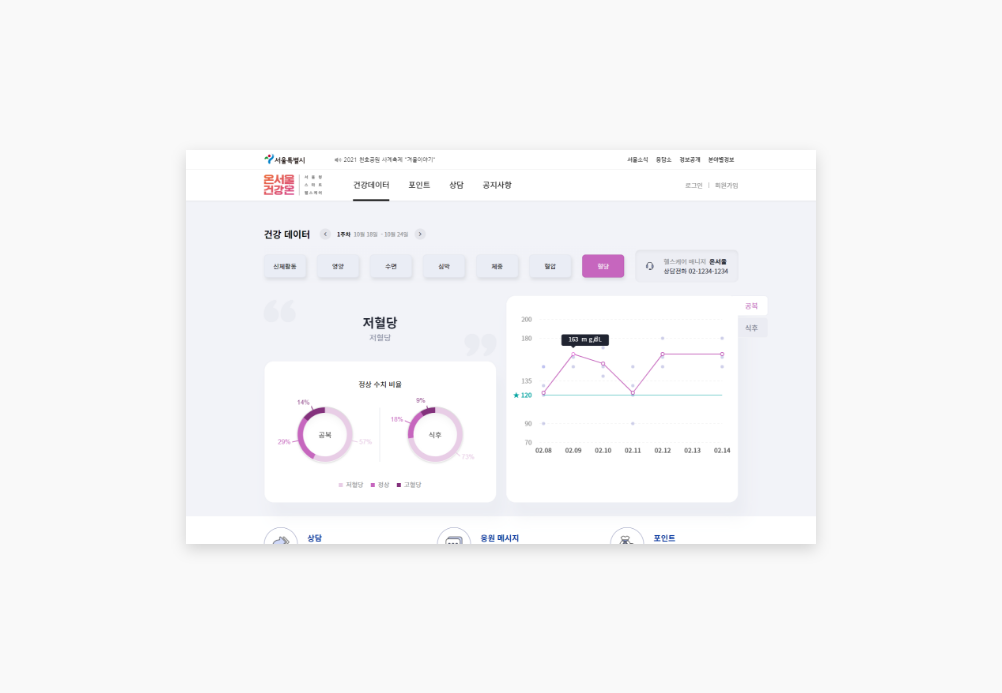 서울특별시
2021 천호공원 사계축제 "겨울이야기"
서울소식 응답소 정보공개 분야별정보
온서울 건강온
서울형
스마트
헬스케어
건강데이터 포인트 상담 공지사항
로그인 | 회원가입
건강 데이터
1주차 10월 18일 - 10월 24일
신체활동 영양 수면 심박 체중 혈압 혈당
헬스케어 매니저 온서울
상담전화 02-1234-1234
저혈당
저혈당
정상 수치 비율
14%
29%
57%
공복
9%
18%
73%
식후
저혈당 정상 고혈당
공복
식후
200
180
163 mg/dL
135
★ 120
90
70
02.08 02.09 02.10 02.11 02.12 02.13 02.14
상담
응원 메시지
포인트